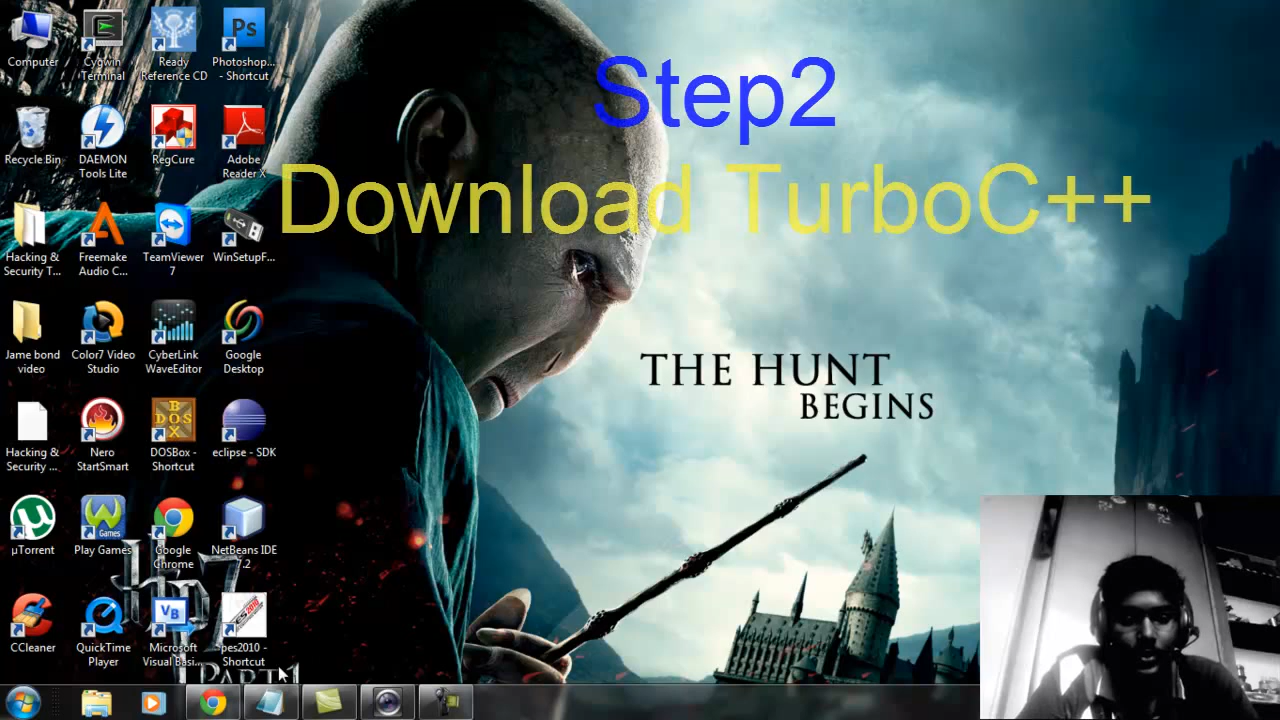 Step2
Download TurboC++
THE HUNT
BEGINS
Computer
Cygwin
Terminal
Ready
Reference CD
Photoshop...
- Shortcut
Recycle Bin
DAEMON
Tools Lite
RegCure
Adobe
Reader X
Hacking &
Security T...
Freemake
Audio C...
TeamViewer
7
WinSetupF...
Jame bond
video
Color7 Video
Studio
CyberLink
WaveEditor
Google
Desktop
Hacking &
Security ...
Nero
StartSmart
DOSBox -
Shortcut
eclipse - SDK
µTorrent
Play Games
Google
Chrome
NetBeans IDE
7.2
CCleaner
QuickTime
Player
Microsoft
Visual Basi...
pes2010 -
Shortcut
PART 1